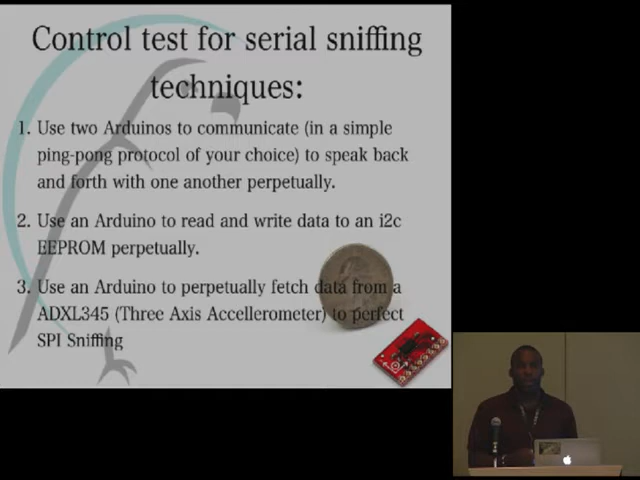 Control test for serial sniffing
techniques:
1. Use two Arduinos to communicate (in a simple
ping-pong protocol of your choice) to speak back
and forth with one another perpetually.
2. Use an Arduino to read and write data to an i2c
EEPROM perpetually.
3. Use an Arduino to perpetually fetch data from a
ADXL345 (Three Axis Accellerometer) to perfect
SPI Sniffing